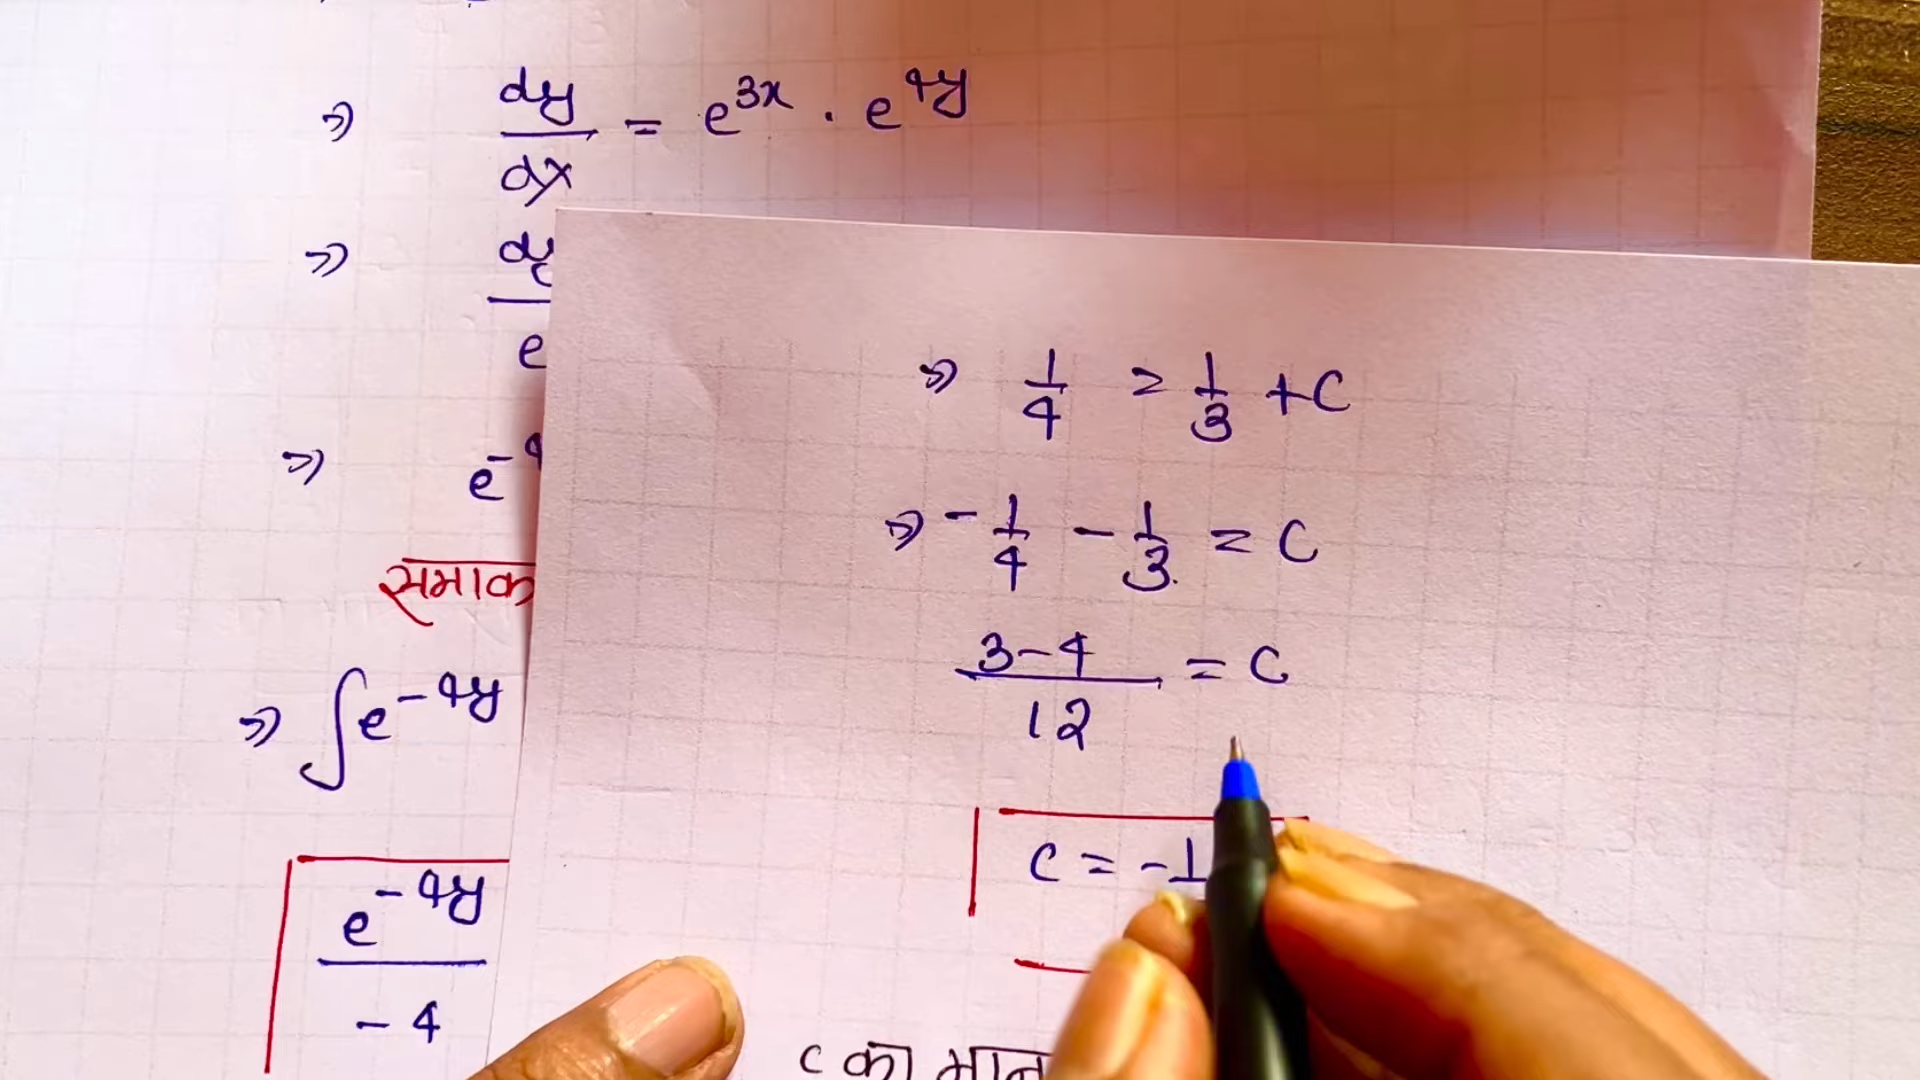 ⇒ dy/dx = e^3x · e^4y
⇒ dy/e
⇒ e^-4
समाक
⇒ ∫e^-4y
e^-4y/-4
⇒ 1/4 = 1/3 + C
⇒ -1/4 - 1/3 = C
3-4/12 = C
C = -1
C का मान